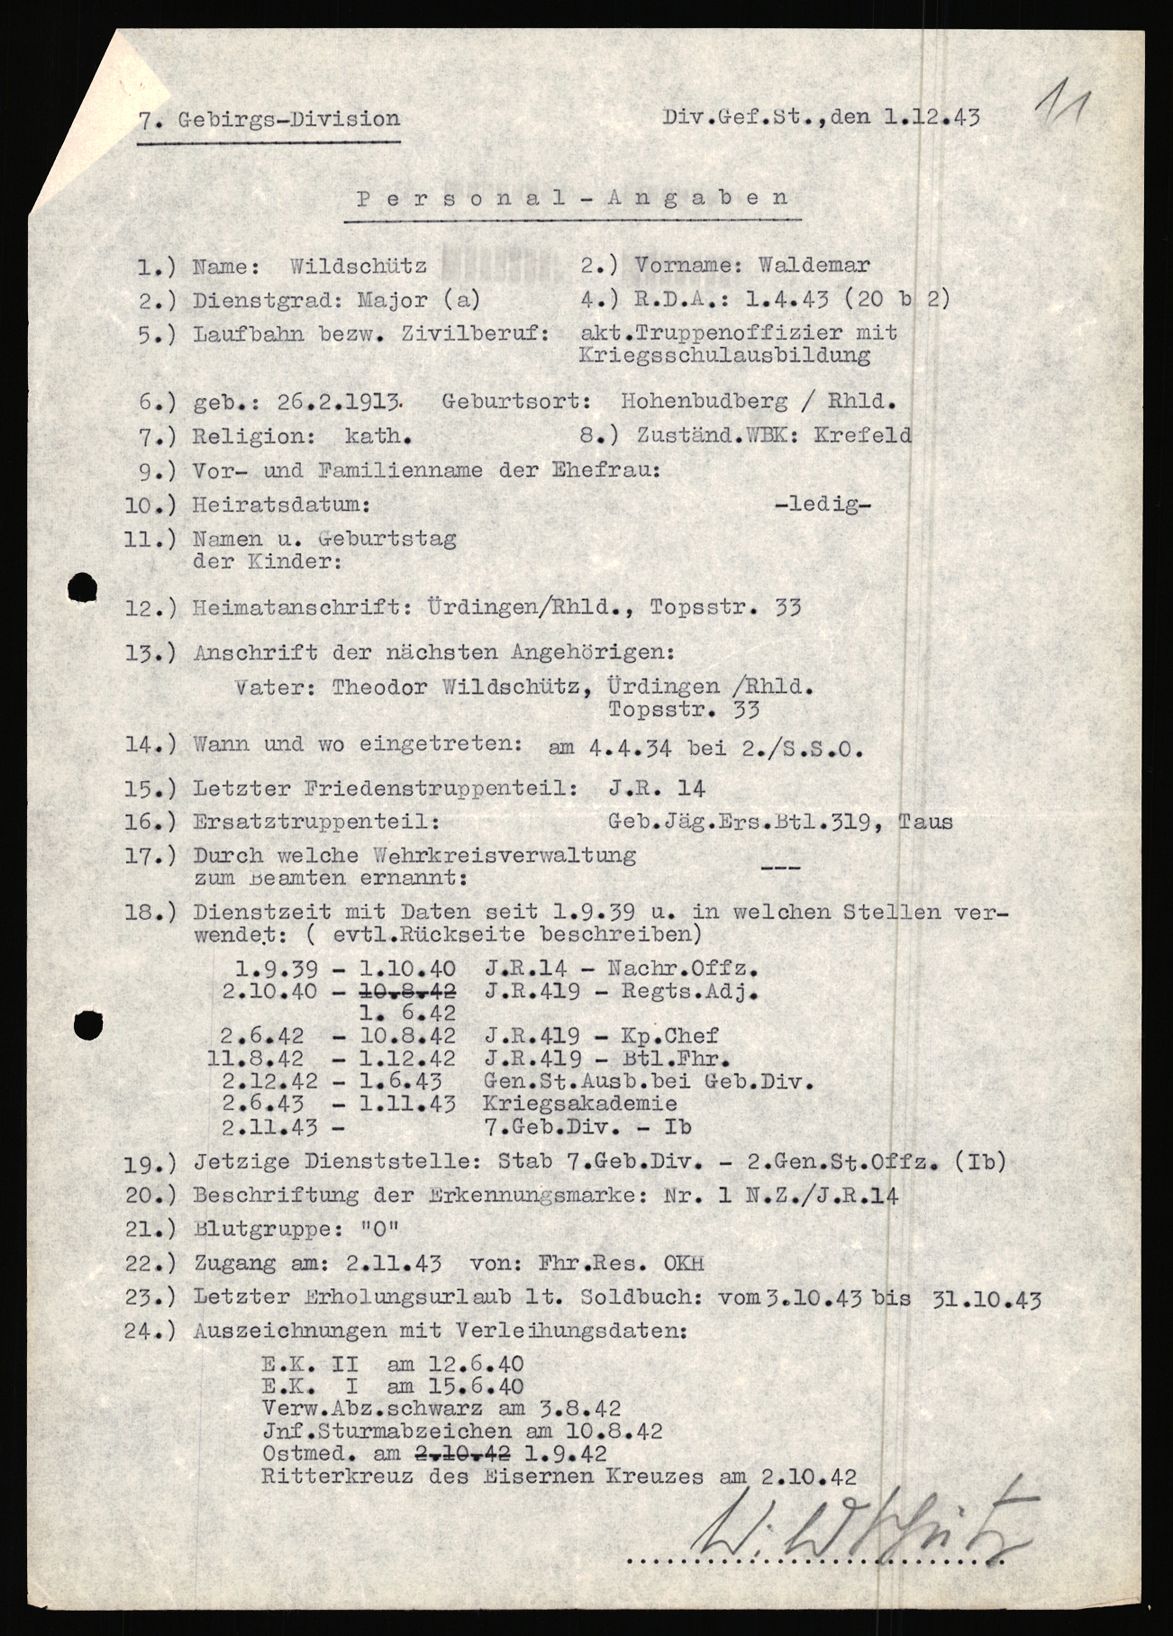 11
7. Gebirgs-Division Div.Gef.St.,den 1.12.43
Personal-Angaben
1.) Name: Wildschütz 2.) Vorname: Waldemar
2.) Dienstgrad: Major (a) 4.) R.D.A.: 1.4.43 (20 b 2)
5.) Laufbahn bezw. Zivilberuf: akt.Truppenoffizier mit
Kriegsschulausbildung
6.) geb.: 26.2.1913. Geburtsort: Hohenbudberg / Rhld.
7.) Religion: kath. 8.) Zuständ.WBK: Krefeld
9.) Vor- und Familienname der Ehefrau:
10.) Heiratsdatum: -ledig-
11.) Namen u. Geburtstag
der Kinder:
12.) Heimatanschrift: Ürdingen/Rhld., Topsstr. 33
13.) Anschrift der nächsten Angehörigen:
Vater: Theodor Wildschütz, Ürdingen /Rhld.
Topsstr. 33
14.) Wann und wo eingetreten: am 4.4.34 bei 2./S.S.O.
15.) Letzter Friedenstruppenteil: J.R. 14
16.) Ersatztruppenteil: Geb.Jäg.Ers.Btl.319, Taus
17.) Durch welche Wehrkreisverwaltung
zum Beamten ernannt: ---
18.) Dienstzeit mit Daten seit 1.9.39 u. in welchen Stellen ver-
wendet: ( evtl.Rückseite beschreiben)
1.9.39 - 1.10.40 J.R.14 - Nachr.Offz.
2.10.40 - 10.8.42 J.R.419 - Regts.Adj.
1. 6.42
2.6.42 - 10.8.42 J.R.419 - Kp.Chef
11.8.42 - 1.12.42 J.R.419 - Btl.Fhr.
2.12.42 - 1.6.43 Gen.St.Ausb.bei Geb.Div.
2.6.43 - 1.11.43 Kriegsakademie
2.11.43 - 7.Geb.Div. - Ib
19.) Jetzige Dienststelle: Stab 7.Geb.Div. - 2.Gen.St.Offz. (Ib)
20.) Beschriftung der Erkennungsmarke: Nr. 1 N.Z./J.R.14
21.) Blutgruppe: "O"
22.) Zugang am: 2.11.43 von: Fhr.Res. OKH
23.) Letzter Erholungsurlaub lt. Soldbuch: vom 3.10.43 bis 31.10.43
24.) Auszeichnungen mit Verleihungsdaten:
E.K. II am 12.6.40
E.K. I am 15.6.40
Verw.Abz.schwarz am 3.8.42
Jnf.Sturmabzeichen am 10.8.42
Ostmed. am 2.10.42 1.9.42
Ritterkreuz des Eisernen Kreuzes am 2.10.42
Wildschütz